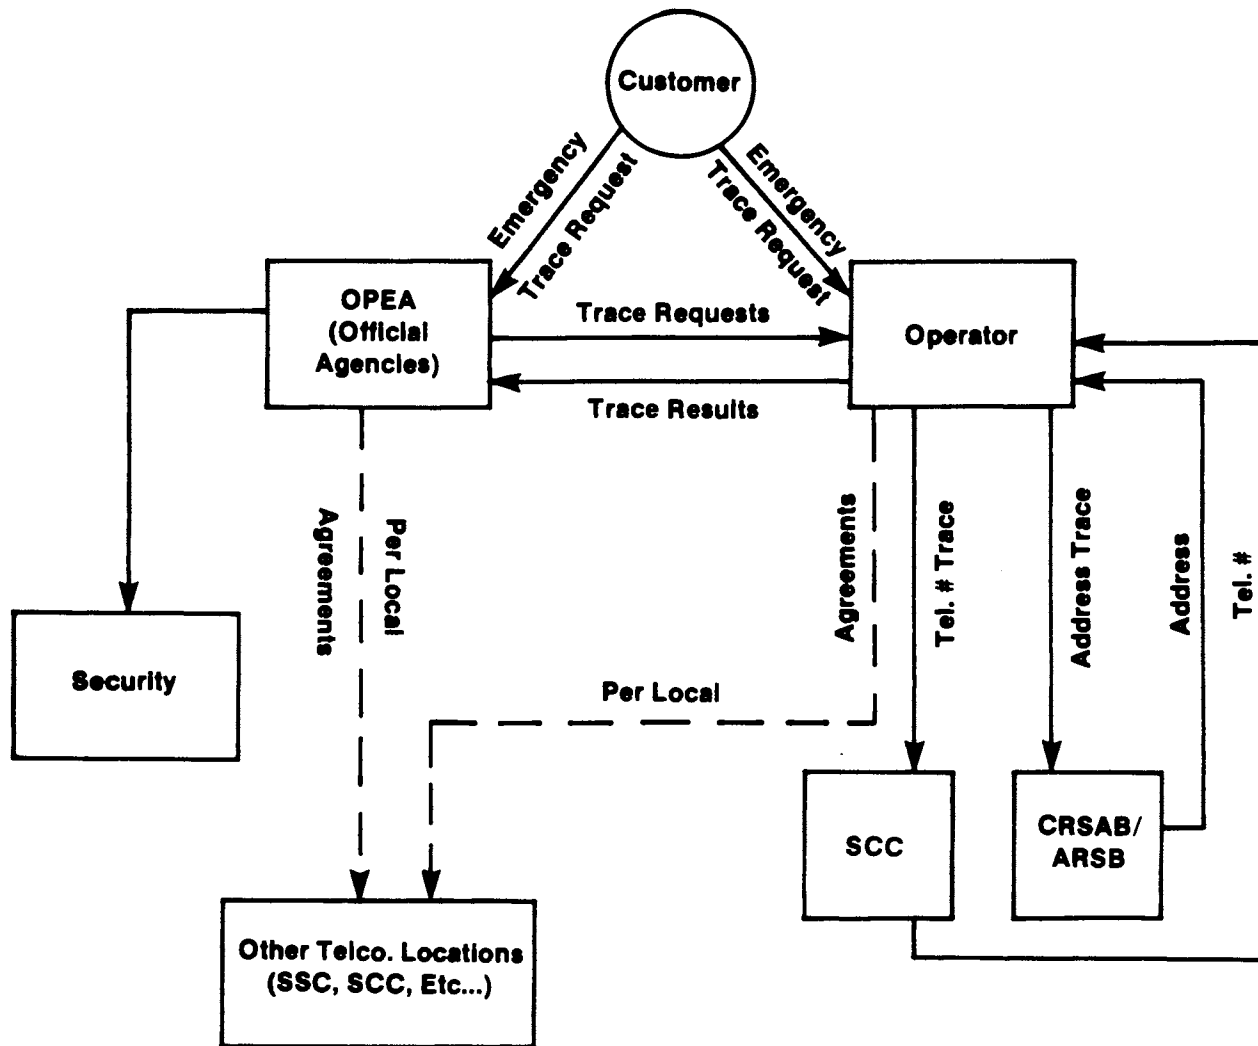 Customer
Emergency
Trace Request
Emergency
Trace Request
OPEA
(Official
Agencies)
Trace Requests
Operator
Trace Results
Per Local
Agreements
Agreements
Per Local
Tel. # Trace
Address Trace
Address
Tel. #
Security
SCC
CRSAB/
ARSB
Other Telco. Locations
(SSC, SCC, Etc...)